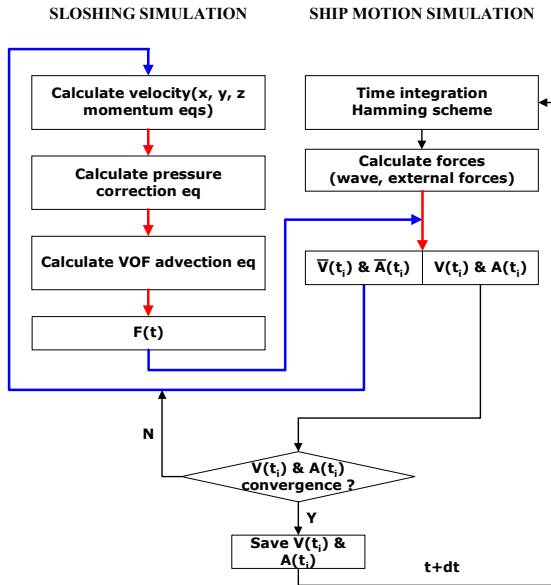 SLOSHING SIMULATION
SHIP MOTION SIMULATION
Calculate velocity(x, y, z
momentum eqs)
Calculate pressure
correction eq
Calculate VOF advection eq
F(t)
Time integration
Hamming scheme
Calculate forces
(wave, external forces)
V̅(tᵢ) & A̅(tᵢ)
V(tᵢ) & A(tᵢ)
N
V(tᵢ) & A(tᵢ)
convergence ?
Y
Save V(tᵢ) &
A(tᵢ)
t+dt